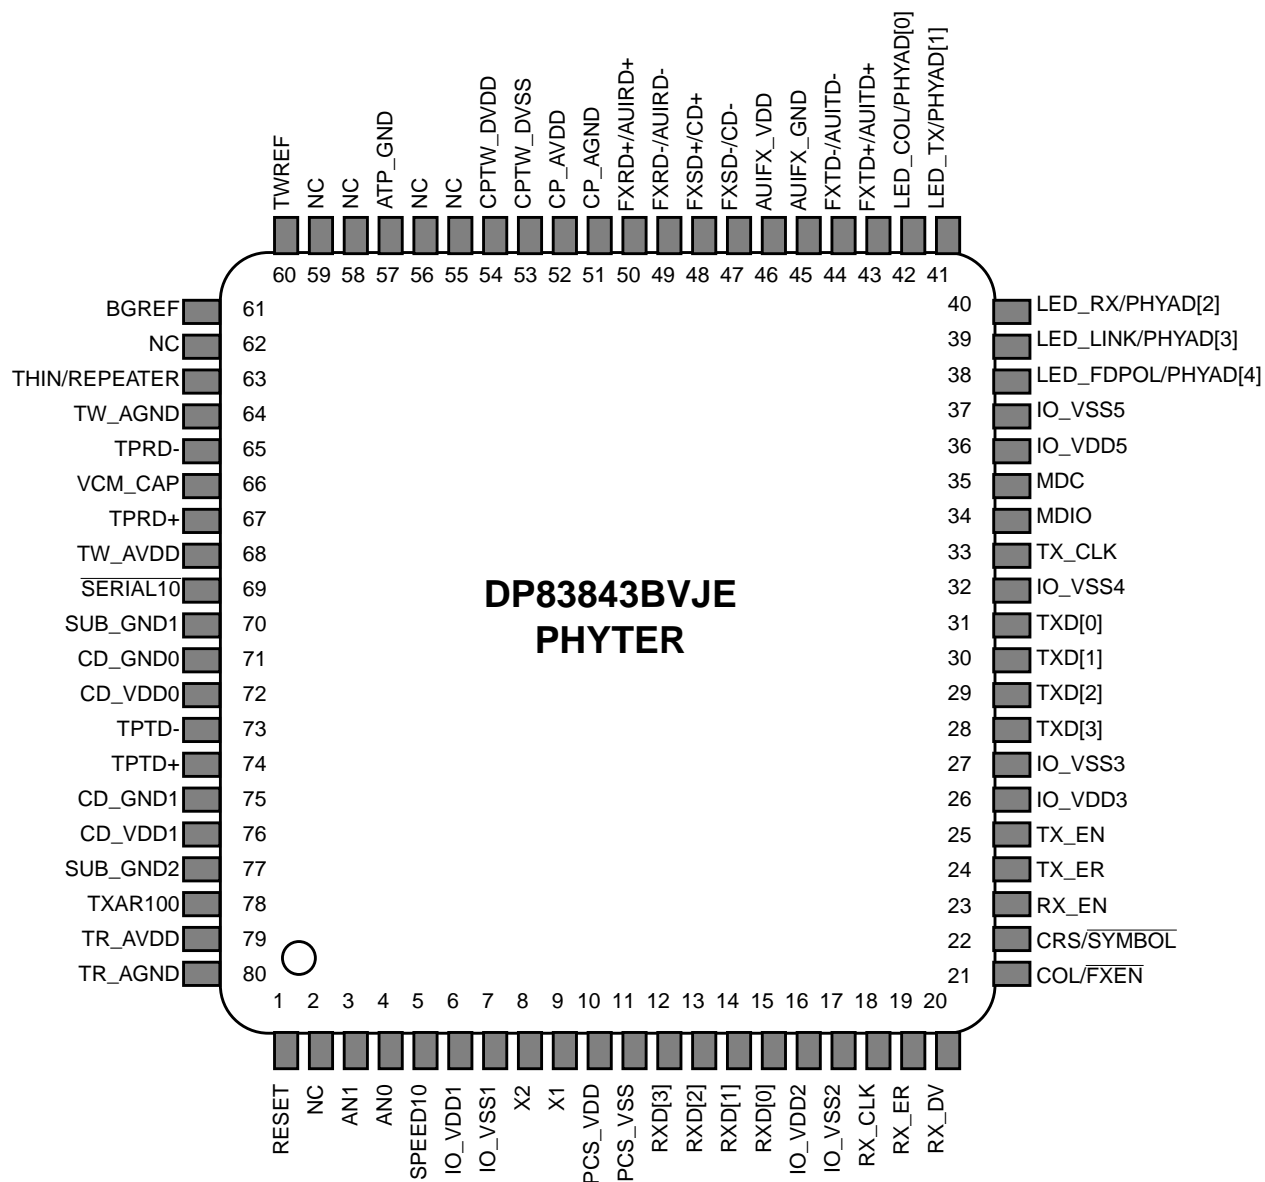 TWREF
NC
NC
ATP_GND
NC
NC
CPTW_DVDD
CPTW_DVSS
CP_AVDD
CP_AGND
FXRD+/AUIRD+
FXRD-/AUIRD-
FXSD+/CD+
FXSD-/CD-
AUIFX_VDD
AUIFX_GND
FXTD-/AUITD-
FXTD+/AUITD+
LED_COL/PHYAD[0]
LED_TX/PHYAD[1]
60 59 58 57 56 55 54 53 52 51 50 49 48 47 46 45 44 43 42 41
BGREF 61
NC 62
THIN/REPEATER 63
TW_AGND 64
TPRD- 65
VCM_CAP 66
TPRD+ 67
TW_AVDD 68
SERIAL10 69
SUB_GND1 70
CD_GND0 71
CD_VDD0 72
TPTD- 73
TPTD+ 74
CD_GND1 75
CD_VDD1 76
SUB_GND2 77
TXAR100 78
TR_AVDD 79
TR_AGND 80
DP83843BVJE
PHYTER
40 LED_RX/PHYAD[2]
39 LED_LINK/PHYAD[3]
38 LED_FDPOL/PHYAD[4]
37 IO_VSS5
36 IO_VDD5
35 MDC
34 MDIO
33 TX_CLK
32 IO_VSS4
31 TXD[0]
30 TXD[1]
29 TXD[2]
28 TXD[3]
27 IO_VSS3
26 IO_VDD3
25 TX_EN
24 TX_ER
23 RX_EN
22 CRS/SYMBOL
21 COL/FXEN
1 2 3 4 5 6 7 8 9 10 11 12 13 14 15 16 17 18 19 20
RESET
NC
AN1
AN0
SPEED10
IO_VDD1
IO_VSS1
X2
X1
PCS_VDD
PCS_VSS
RXD[3]
RXD[2]
RXD[1]
RXD[0]
IO_VDD2
IO_VSS2
RX_CLK
RX_ER
RX_DV